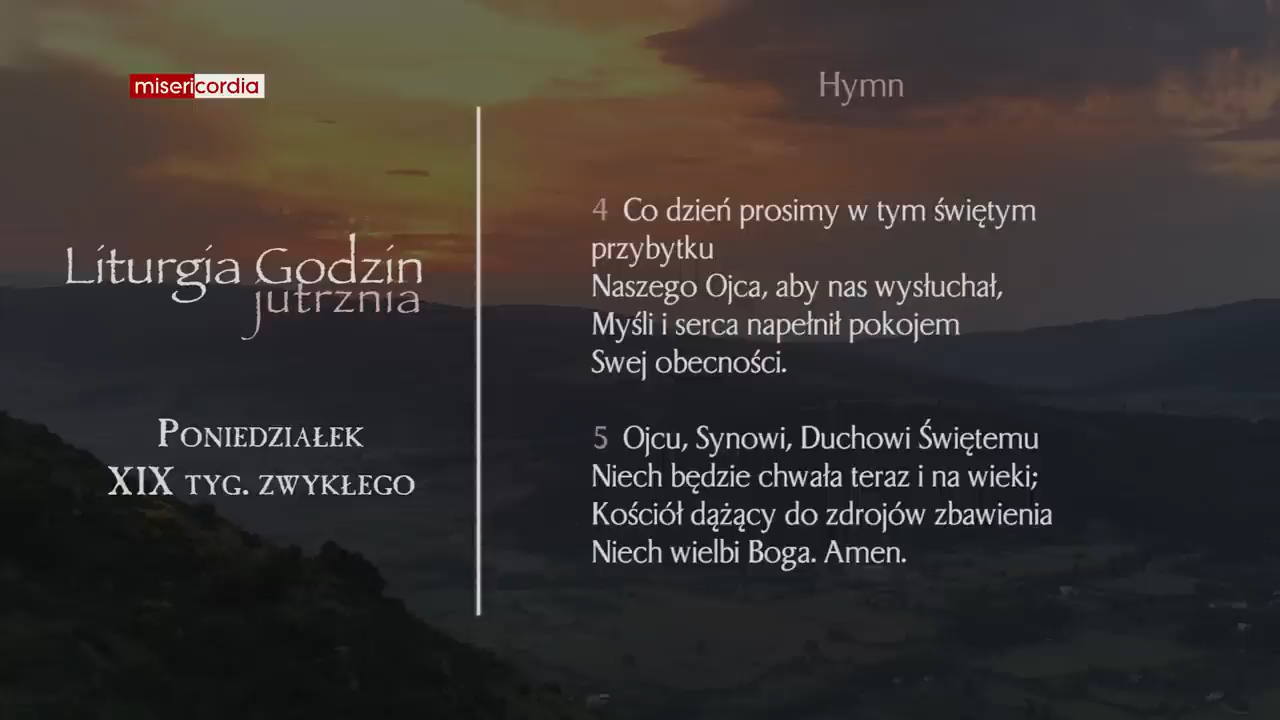 misericordia
Liturgia Godzin
jutrznia
Poniedziałek
XIX tyg. zwykłego
Hymn
4 Co dzień prosimy w tym świętym
przybytku
Naszego Ojca, aby nas wysłuchał,
Myśli i serca napełnił pokojem
Swej obecności.
5 Ojcu, Synowi, Duchowi Świętemu
Niech będzie chwała teraz i na wieki;
Kościół dążący do zdrojów zbawienia
Niech wielbi Boga. Amen.